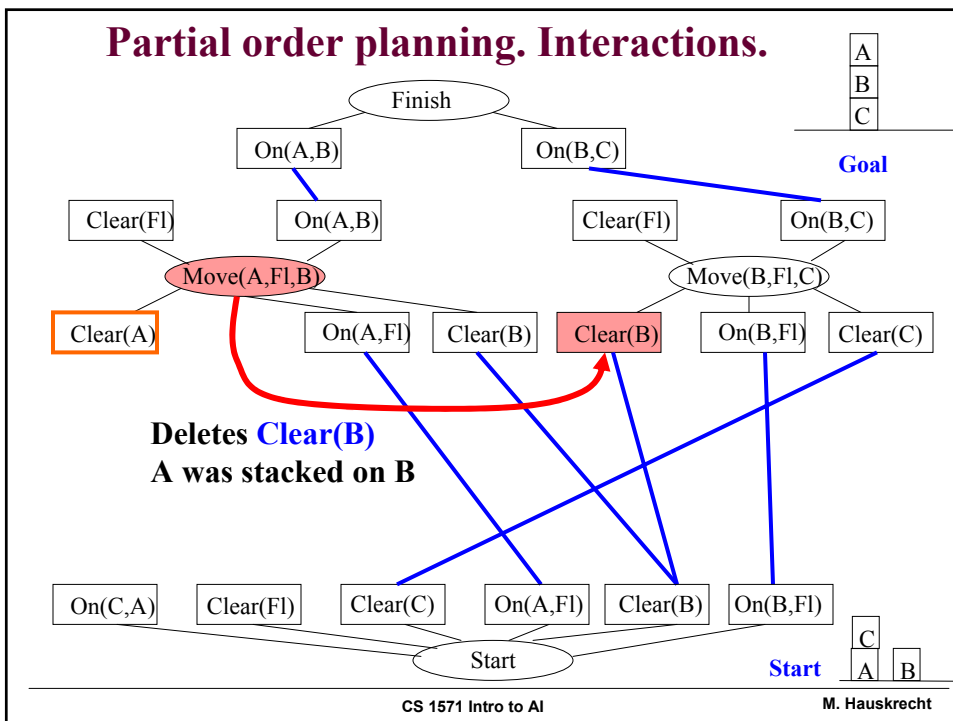 Partial order planning. Interactions.
A
B
C
Goal
Finish
On(A,B)
On(B,C)
Clear(Fl)
On(A,B)
Clear(Fl)
On(B,C)
Move(A,Fl,B)
Move(B,Fl,C)
Clear(A)
On(A,Fl)
Clear(B)
Clear(B)
On(B,Fl)
Clear(C)
Deletes Clear(B)
A was stacked on B
On(C,A)
Clear(Fl)
Clear(C)
On(A,Fl)
Clear(B)
On(B,Fl)
Start
Start
C
A B
CS 1571 Intro to AI
M. Hauskrecht